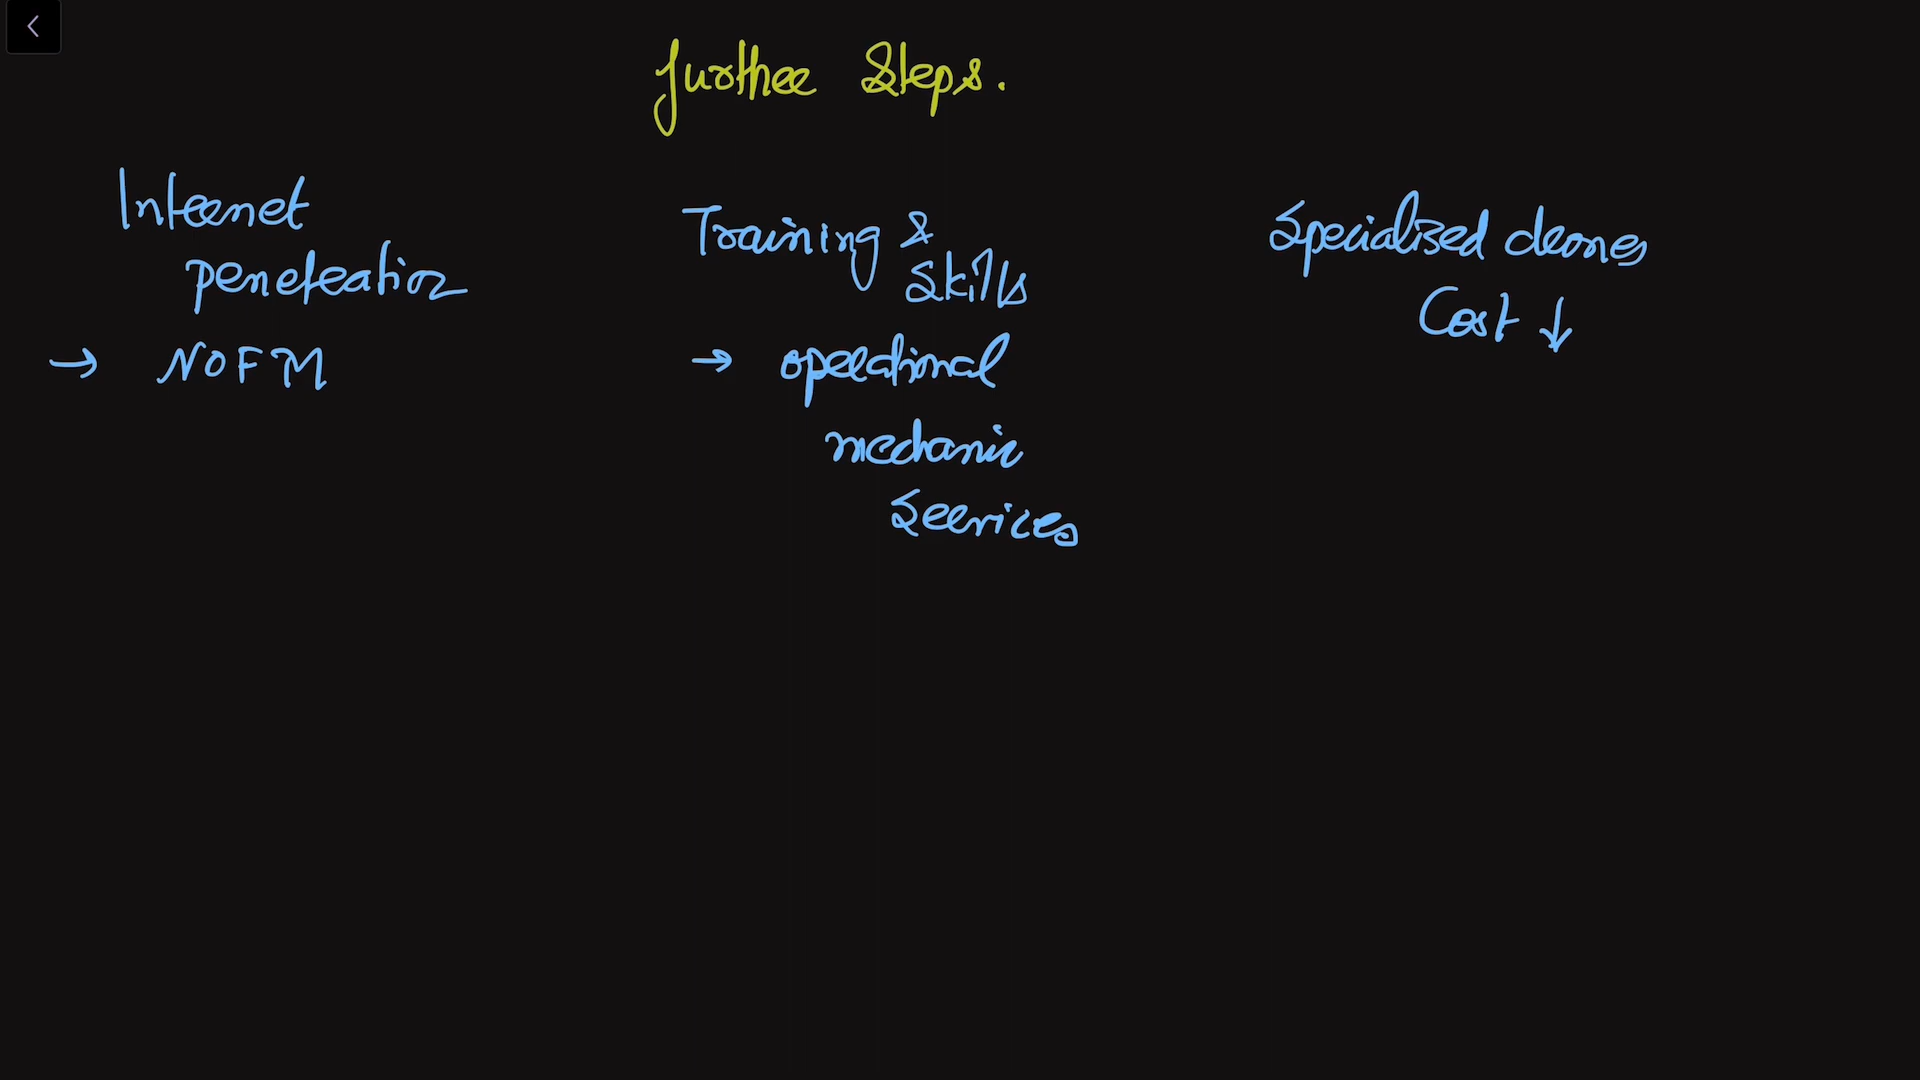 further Steps.
Internet
penetration
→ NOFM
Training &
Skills
→ operational
mechanic
Services
Specialized drones
Cost ↓